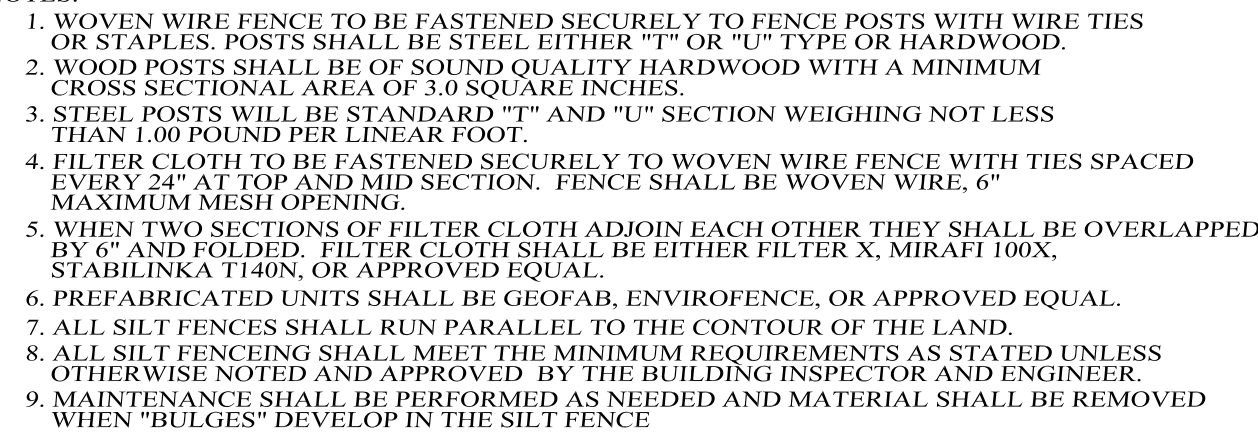 1. WOVEN WIRE FENCE TO BE FASTENED SECURELY TO FENCE POSTS WITH WIRE TIES
OR STAPLES. POSTS SHALL BE STEEL EITHER "T" OR "U" TYPE OR HARDWOOD.
2. WOOD POSTS SHALL BE OF SOUND QUALITY HARDWOOD WITH A MINIMUM
CROSS SECTIONAL AREA OF 3.0 SQUARE INCHES.
3. STEEL POSTS WILL BE STANDARD "T" AND "U" SECTION WEIGHING NOT LESS
THAN 1.00 POUND PER LINEAR FOOT.
4. FILTER CLOTH TO BE FASTENED SECURELY TO WOVEN WIRE FENCE WITH TIES SPACED
EVERY 24" AT TOP AND MID SECTION. FENCE SHALL BE WOVEN WIRE, 6"
MAXIMUM MESH OPENING.
5. WHEN TWO SECTIONS OF FILTER CLOTH ADJOIN EACH OTHER THEY SHALL BE OVERLAPPED
BY 6" AND FOLDED. FILTER CLOTH SHALL BE EITHER FILTER X, MIRAFI 100X,
STABILINKA T140N, OR APPROVED EQUAL.
6. PREFABRICATED UNITS SHALL BE GEOFAB, ENVIROFENCE, OR APPROVED EQUAL.
7. ALL SILT FENCES SHALL RUN PARALLEL TO THE CONTOUR OF THE LAND.
8. ALL SILT FENCEING SHALL MEET THE MINIMUM REQUIREMENTS AS STATED UNLESS
OTHERWISE NOTED AND APPROVED BY THE BUILDING INSPECTOR AND ENGINEER.
9. MAINTENANCE SHALL BE PERFORMED AS NEEDED AND MATERIAL SHALL BE REMOVED
WHEN "BULGES" DEVELOP IN THE SILT FENCE